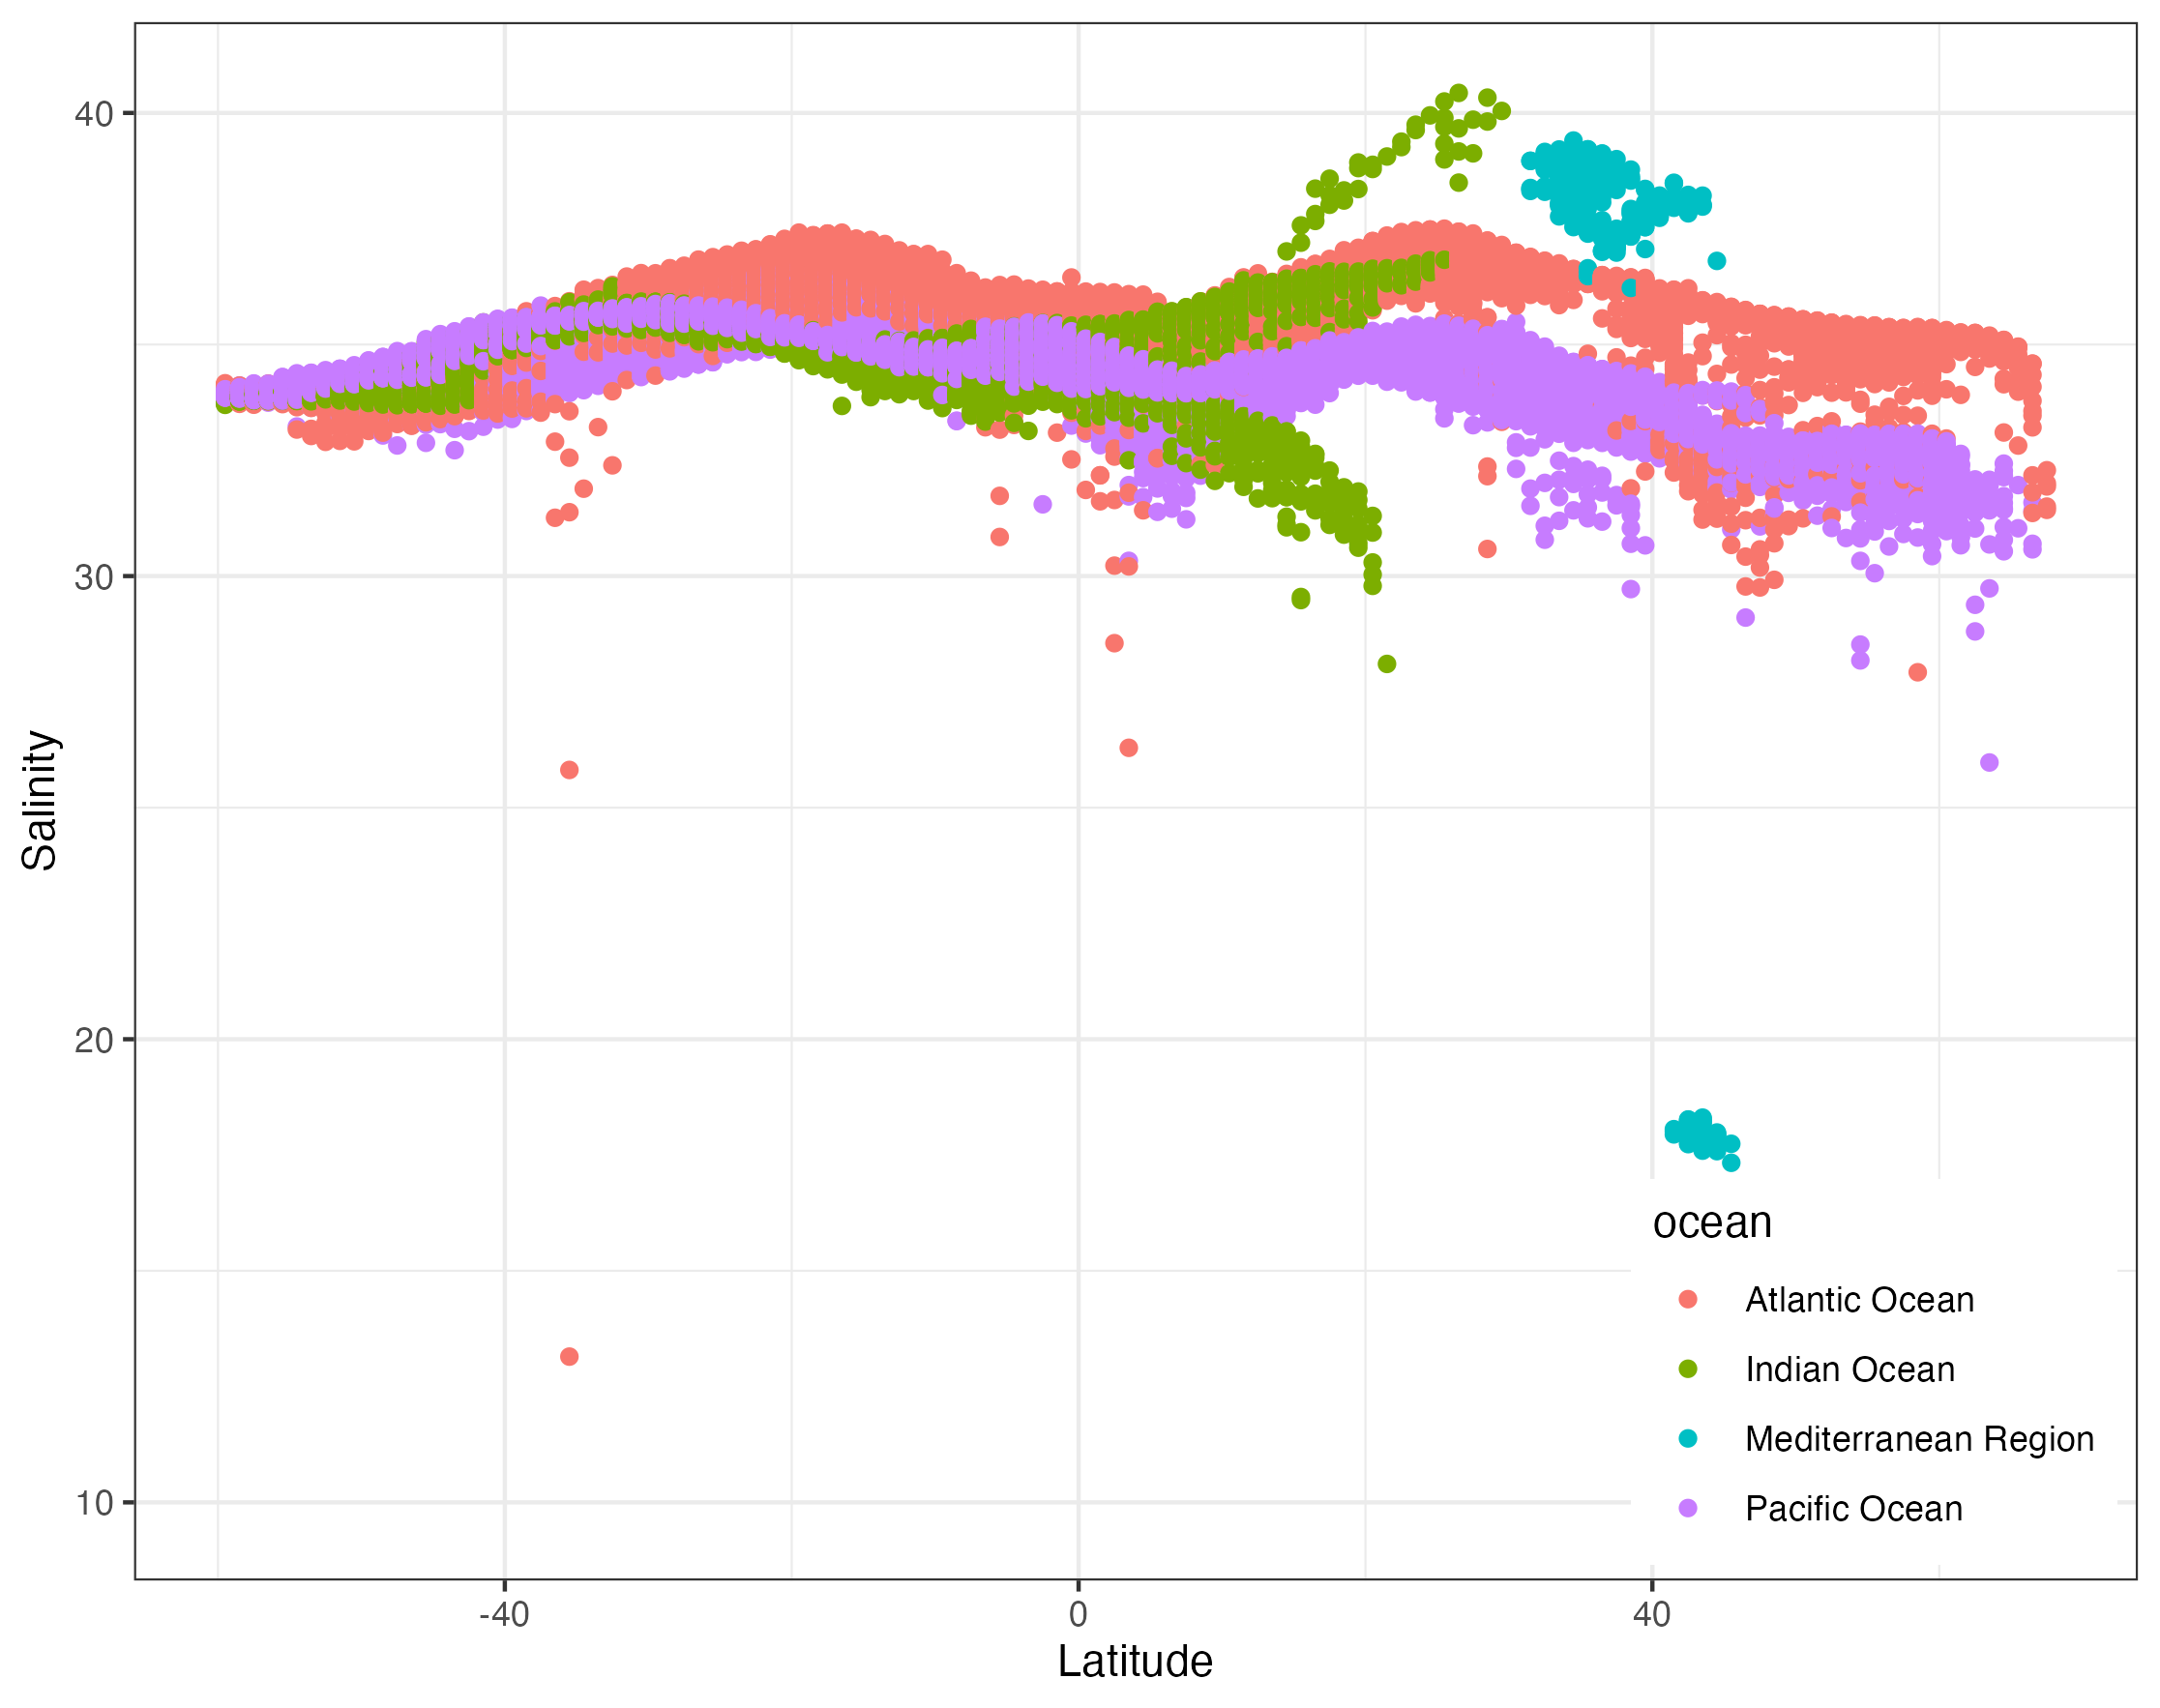 40
30
20
10
Salinity
-40
0
40
Latitude
ocean
Atlantic Ocean
Indian Ocean
Mediterranean Region
Pacific Ocean